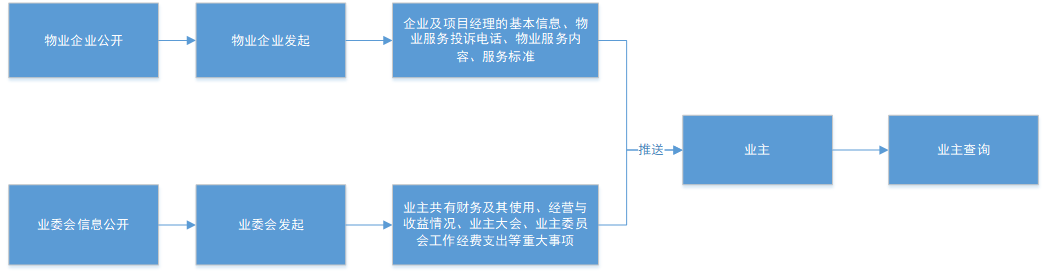 物业企业公开
物业企业发起
企业及项目经理的基本信息、物
业服务投诉电话、物业服务内
容、服务标准
推送
业主
业主查询
业委会信息公开
业委会发起
业主共有财务及其使用、经营与
收益情况、业主大会、业主委员
会工作经费支出等重大事项